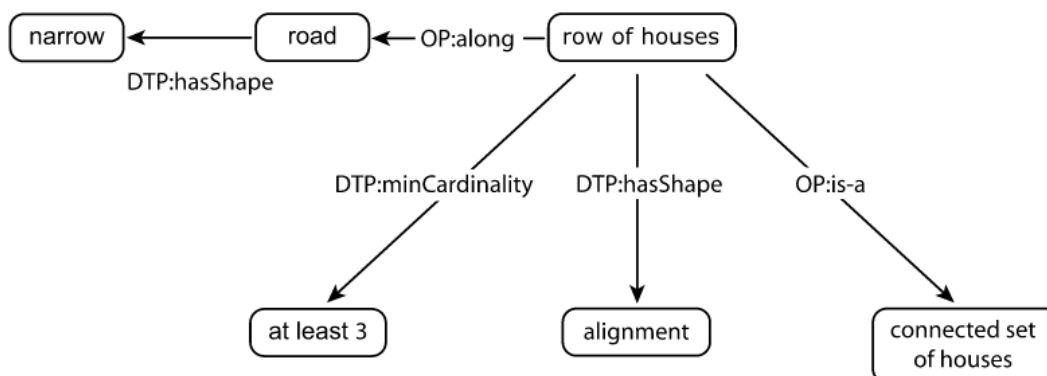 narrow
road
OP:along
row of houses
DTP:hasShape
DTP:minCardinality
DTP:hasShape
OP:is-a
at least 3
alignment
connected set
of houses